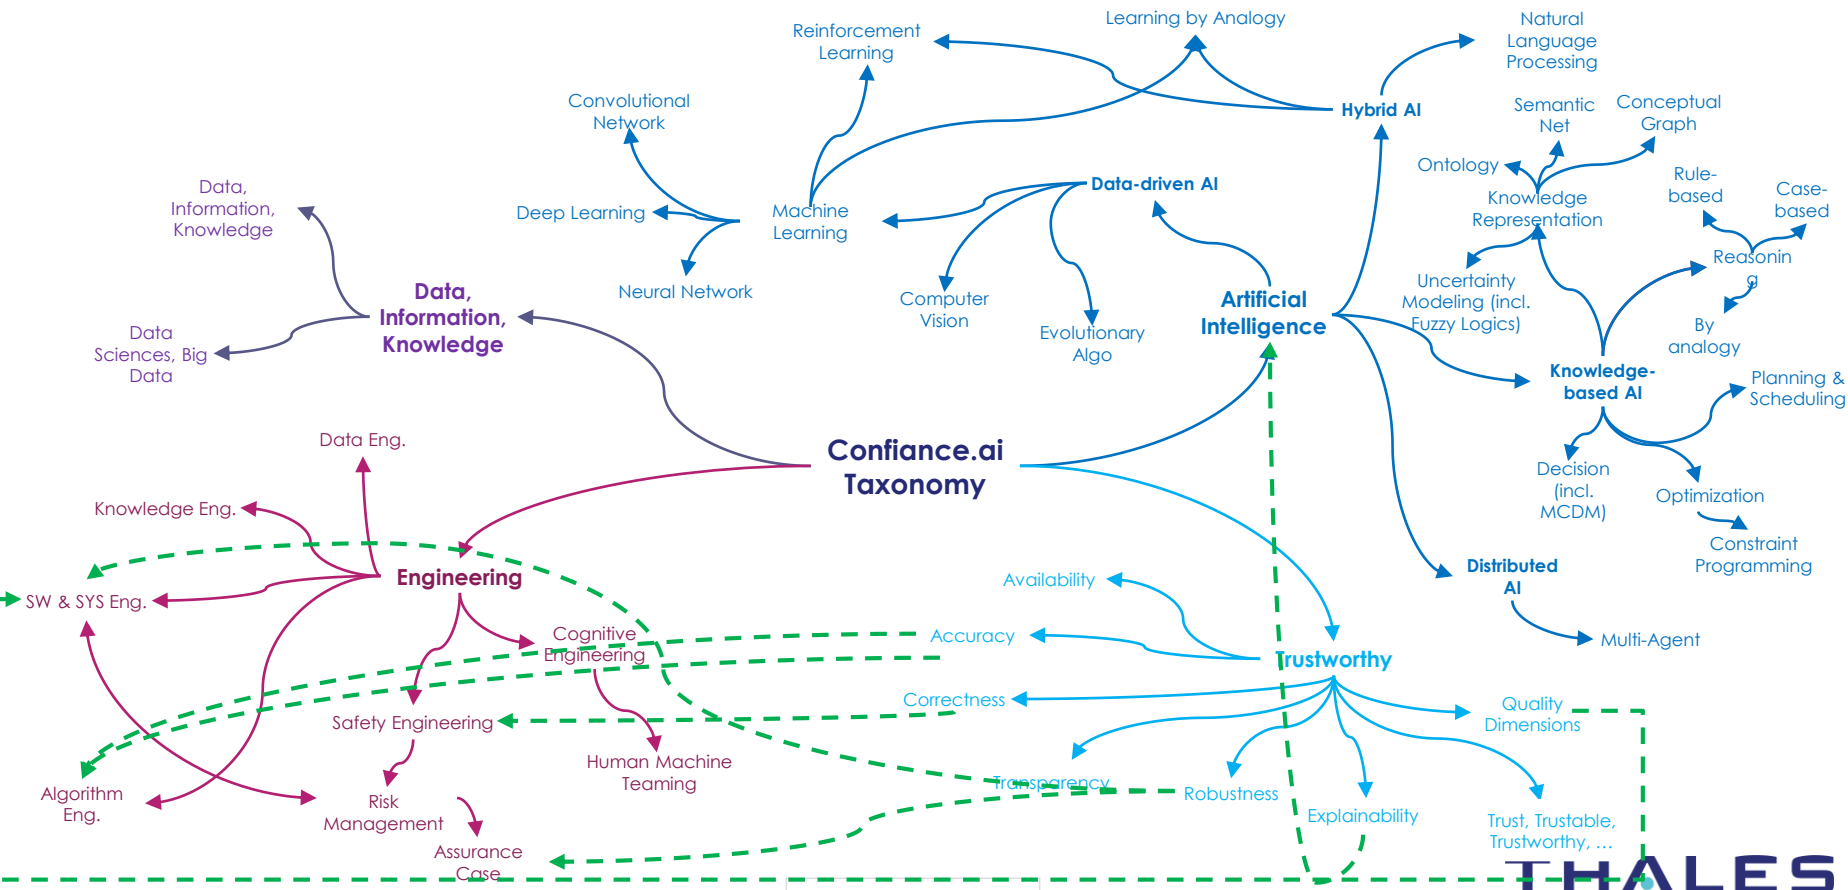 Learning by Analogy
Natural
Language
Processing
Reinforcement
Learning
Convolutional
Network
Hybrid AI
Semantic
Net
Conceptual
Graph
Ontology
Rule-
based
Case-
based
Data,
Information,
Knowledge
Deep Learning
Machine
Learning
Data-driven AI
Knowledge
Representation
Reasonin
g
Neural Network
Computer
Vision
Evolutionary
Algo
Artificial
Intelligence
Uncertainty
Modeling (incl.
Fuzzy Logics)
By
analogy
Data,
Information,
Knowledge
Data
Sciences, Big
Data
Knowledge-
based AI
Planning &
Scheduling
Data Eng.
Confiance.ai
Taxonomy
Decision
(incl.
MCDM)
Optimization
Knowledge Eng.
Constraint
Programming
Engineering
Availability
Distributed
AI
SW & SYS Eng.
Cognitive
Engineering
Accuracy
Trustworthy
Multi-Agent
Safety Engineering
Correctness
Quality
Dimensions
Human Machine
Teaming
Transparency
Robustness
Algorithm
Eng.
Risk
Management
Explainability
Trust, Trustable,
Trustworthy, ...
Assurance
Case
THALES